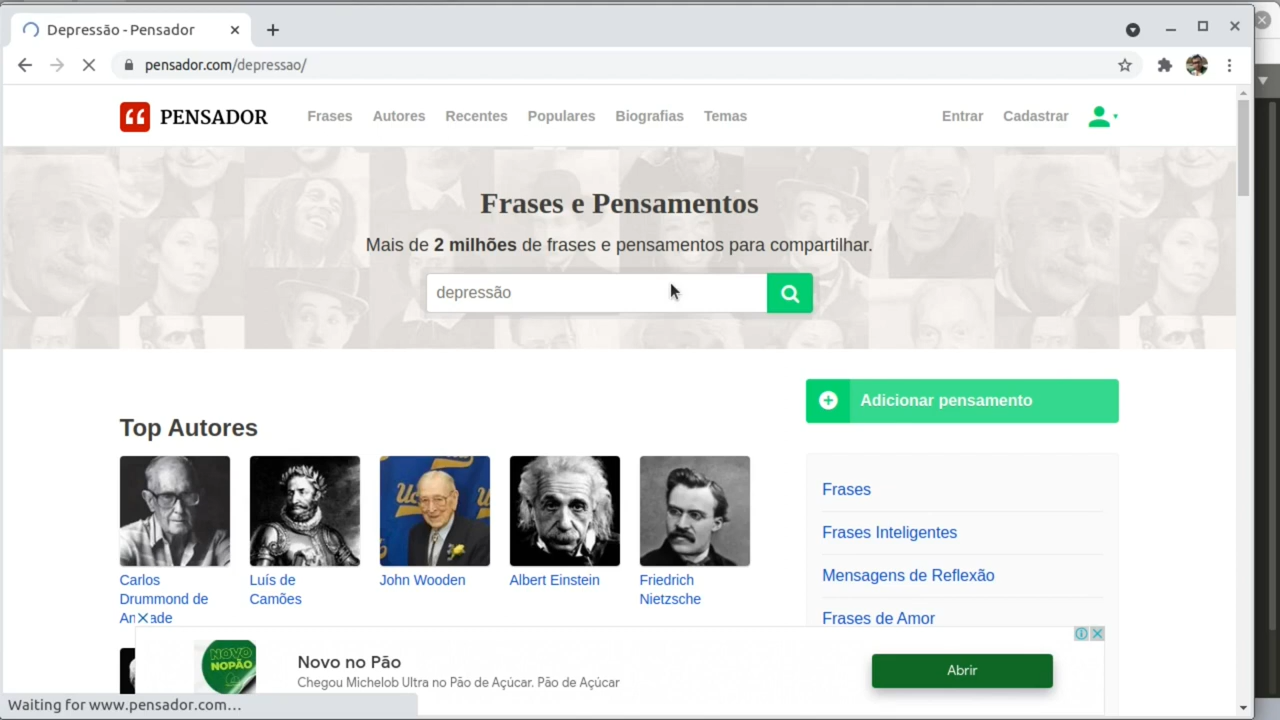 Depressão - Pensador
pensador.com/depressao/
PENSADOR Frases Autores Recentes Populares Biografias Temas Entrar Cadastrar
Frases e Pensamentos
Mais de 2 milhões de frases e pensamentos para compartilhar.
depressão
Adicionar pensamento
Top Autores
Carlos
Drummond de
Luís de
Camões
John Wooden
Albert Einstein
Friedrich
Nietzsche
Frases
Frases Inteligentes
Mensagens de Reflexão
Frases de Amor
NOVO
NOPÃO
Novo no Pão
Chegou Michelob Ultra no Pão de Açúcar. Pão de Açúcar
Abrir
Waiting for www.pensador.com...